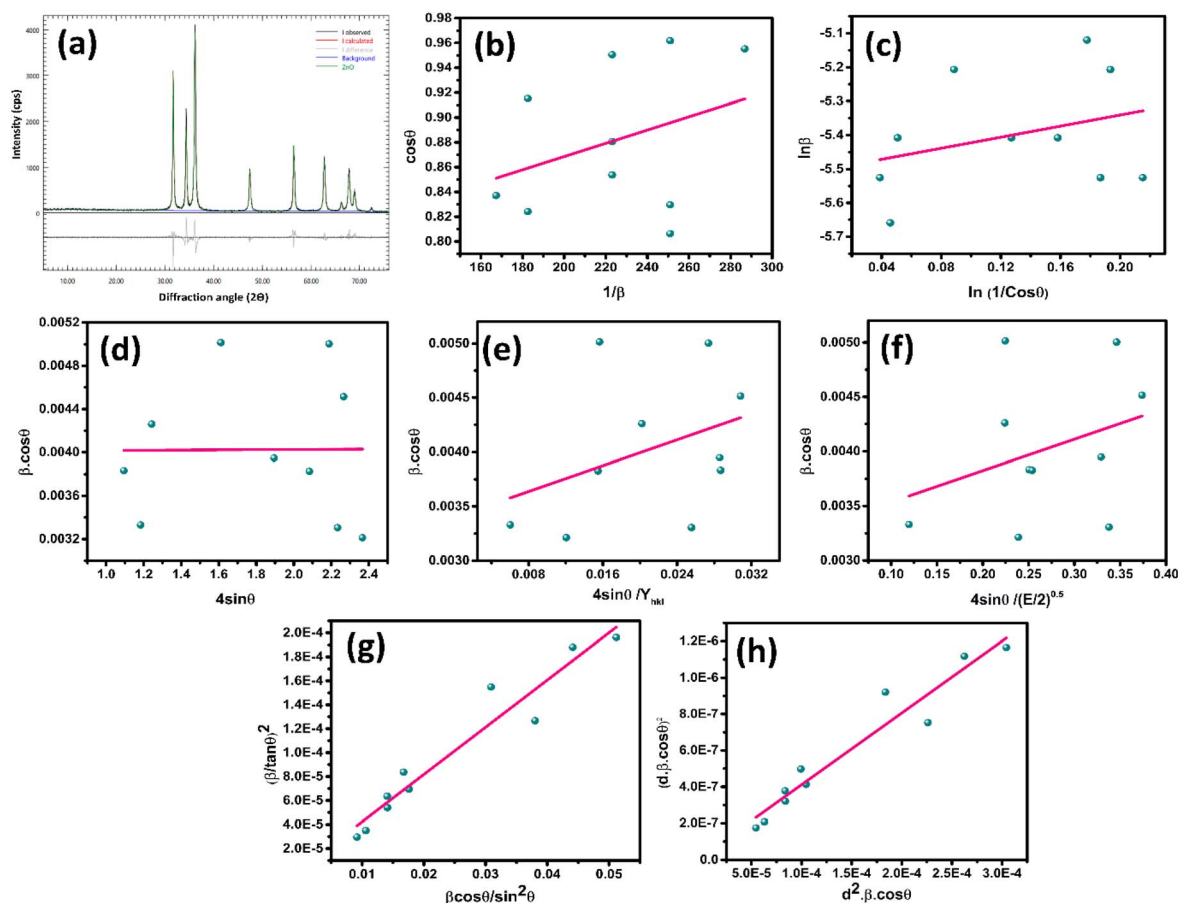 (a)
4000
3000
2000
1000
0
Intensity (cps)
I observed
I calculated
I difference
Background
ZnO
10.00 20.00 30.00 40.00 50.00 60.00 70.00
Diffraction angle (2Θ)
(b)
0.98
0.96
0.94
0.92
0.90
0.88
0.86
0.84
0.82
0.80
cosθ
160 180 200 220 240 260 280 300
1/β
(c)
-5.1
-5.2
-5.3
-5.4
-5.5
-5.6
-5.7
lnβ
0.04 0.08 0.12 0.16 0.20
ln (1/Cosθ)
(d)
0.0052
0.0048
0.0044
0.0040
0.0036
0.0032
β.cosθ
1.0 1.2 1.4 1.6 1.8 2.0 2.2 2.4
4sinθ
(e)
0.0050
0.0045
0.0040
0.0035
0.0030
β.cosθ
0.008 0.016 0.024 0.032
4sinθ /Yhkl
(f)
0.0050
0.0045
0.0040
0.0035
0.0030
β.cosθ
0.10 0.15 0.20 0.25 0.30 0.35 0.40
4sinθ /(E/2)^0.5
(g)
2.0E-4
1.6E-4
1.2E-4
8.0E-5
6.0E-5
4.0E-5
2.0E-5
(β/tanθ)²
0.01 0.02 0.03 0.04 0.05
βcosθ/sin²θ
(h)
1.2E-6
1.0E-6
8.0E-7
6.0E-7
4.0E-7
2.0E-7
0.0
(d.β.cosθ)²
5.0E-5 1.0E-4 1.5E-4 2.0E-4 2.5E-4 3.0E-4
d².β.cosθ